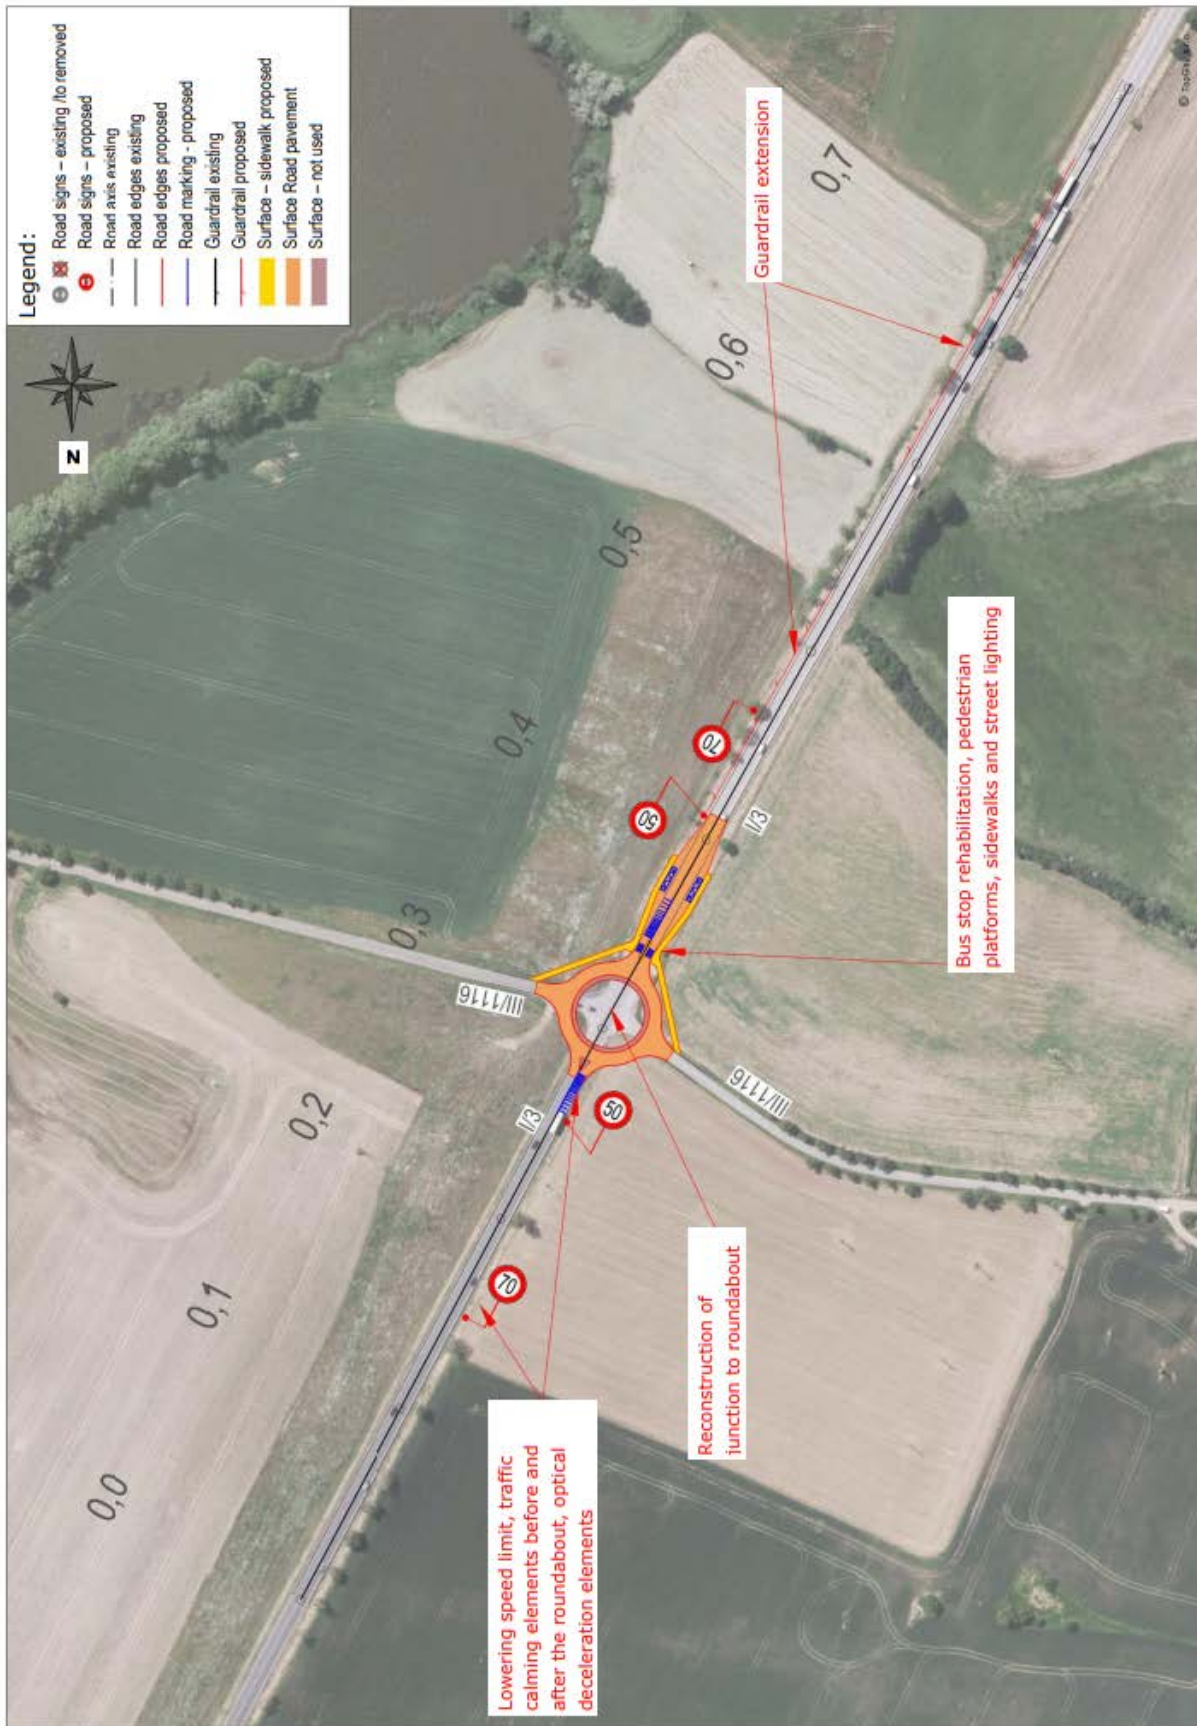 Legend:
Road signs – existing /to removed
Road signs – proposed
Road axis existing
Road edges existing
Road edges proposed
Road marking - proposed
Guardrail existing
Guardrail proposed
Surface – sidewalk proposed
Surface Road pavement
Surface – not used
N
0,0
0,1
0,2
0,3
0,4
0,5
0,6
0,7
Lowering speed limit, traffic
calming elements before and
after the roundabout, optical
deceleration elements
70
50
I/3
III/1116
Reconstruction of
junction to roundabout
III/1116
50
70
I/3
Bus stop rehabilitation, pedestrian
platforms, sidewalks and street lighting
Guardrail extension